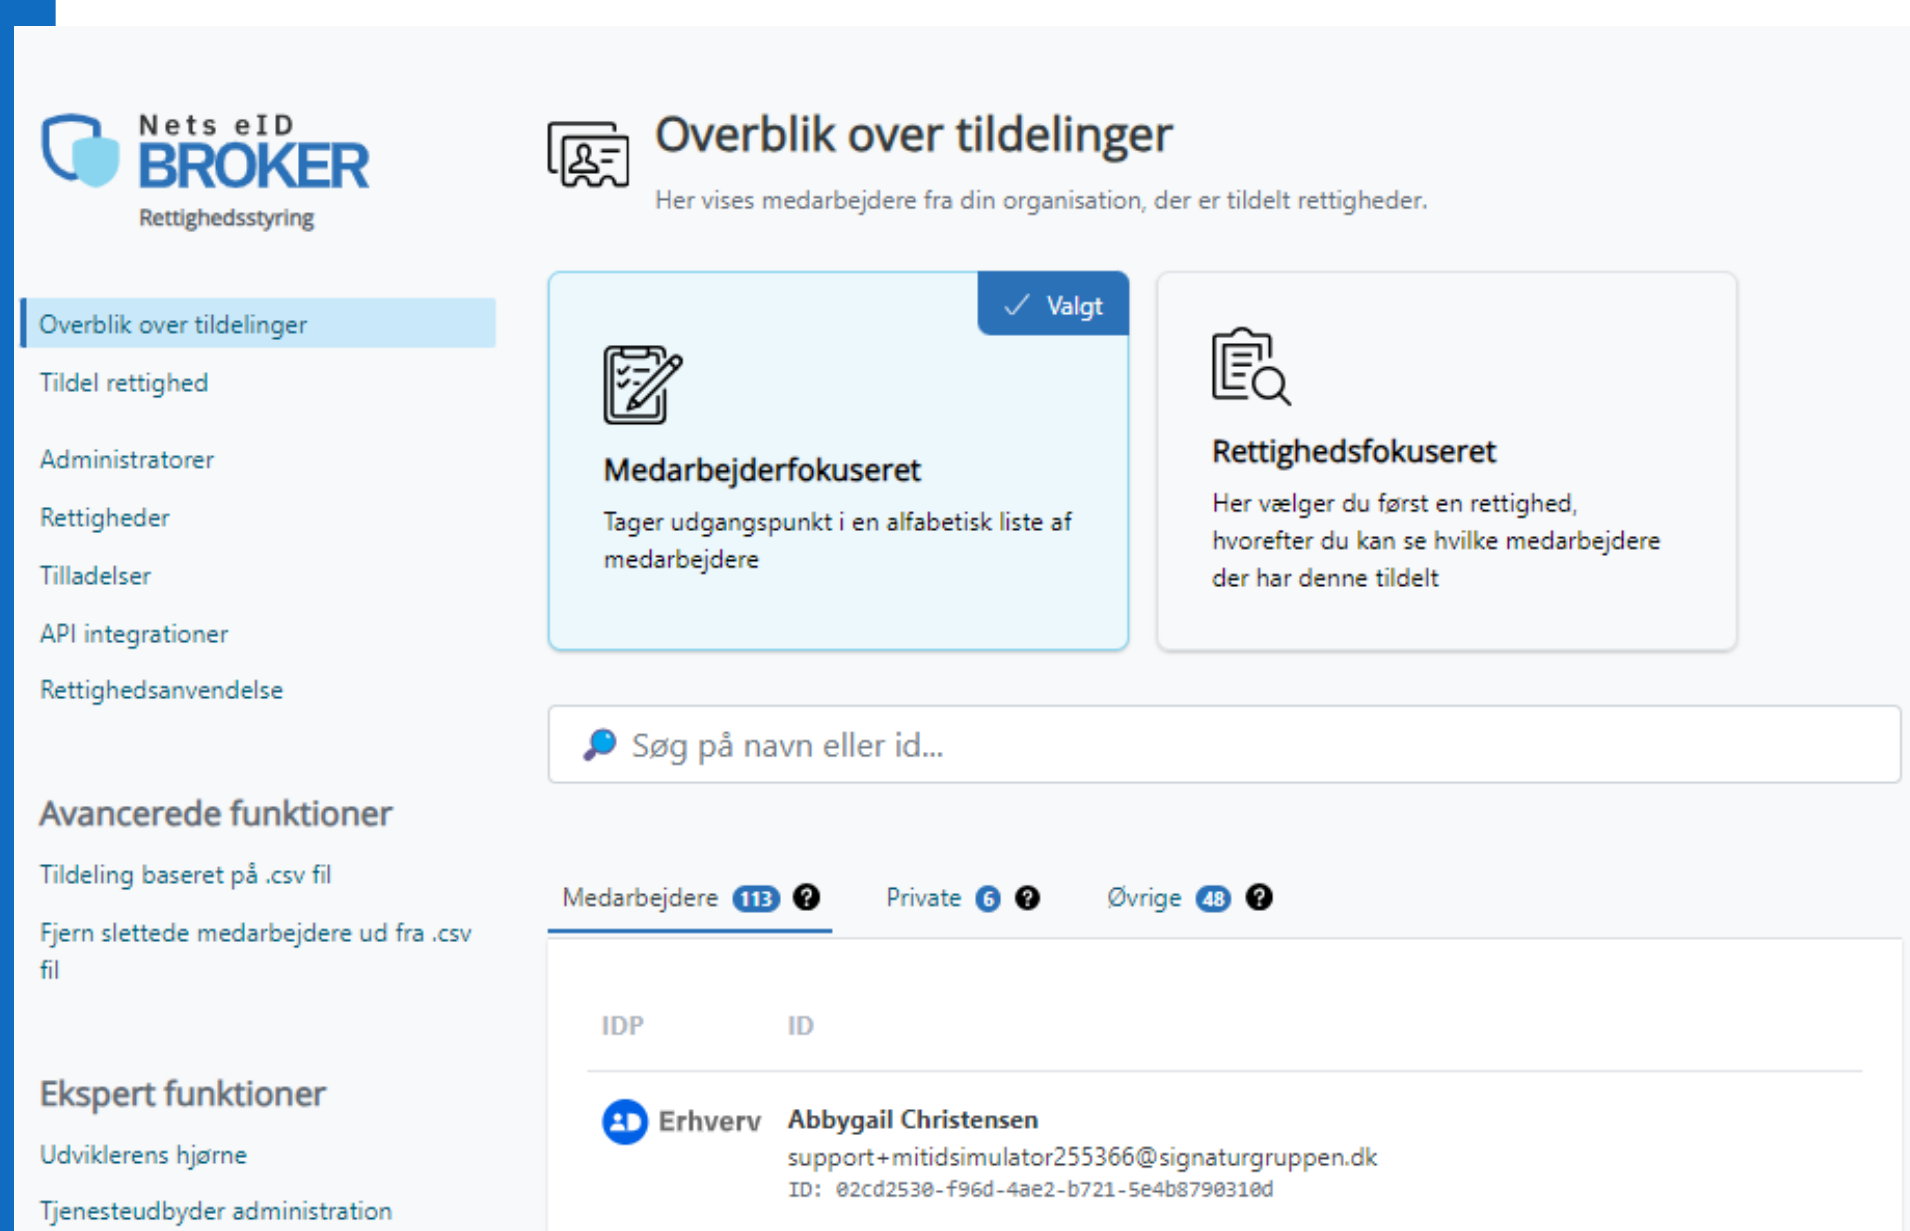 Nets eID
BROKER
Rettighedsstyring
Overblik over tildelinger
Tildel rettighed
Administratorer
Rettigheder
Tilladelser
API integrationer
Rettighedsanvendelse
Avancerede funktioner
Tildeling baseret på .csv fil
Fjern slettede medarbejdere ud fra .csv
fil
Ekspert funktioner
Udviklerens hjørne
Tjenesteudbyder administration
Overblik over tildelinger
Her vises medarbejdere fra din organisation, der er tildelt rettigheder.
Valgt
Medarbejderfokuseret
Tager udgangspunkt i en alfabetisk liste af
medarbejdere
Rettighedsfokuseret
Her vælger du først en rettighed,
hvorefter du kan se hvilke medarbejdere
der har denne tildelt
Søg på navn eller id...
Medarbejdere 113 ? Private 6 ? Øvrige 48 ?
IDP ID
Erhverv Abbygail Christensen
support+mitidsimulator255366@signaturgruppen.dk
ID: 02cd2530-f96d-4ae2-b721-5e4b8790310d